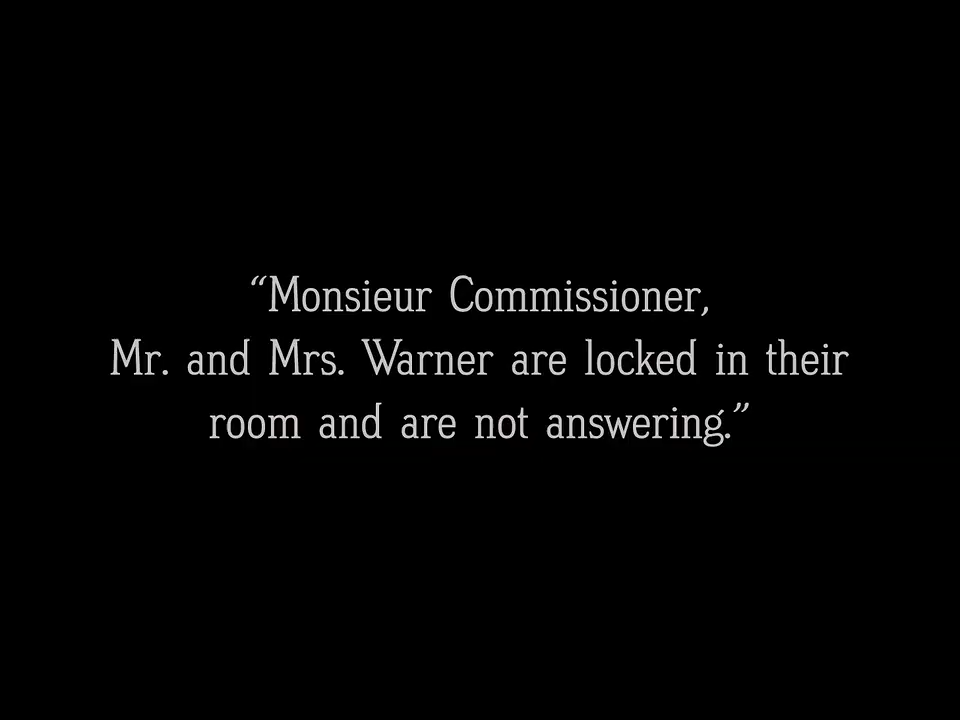 “Monsieur Commissioner,
Mr. and Mrs. Warner are locked in their
room and are not answering.”